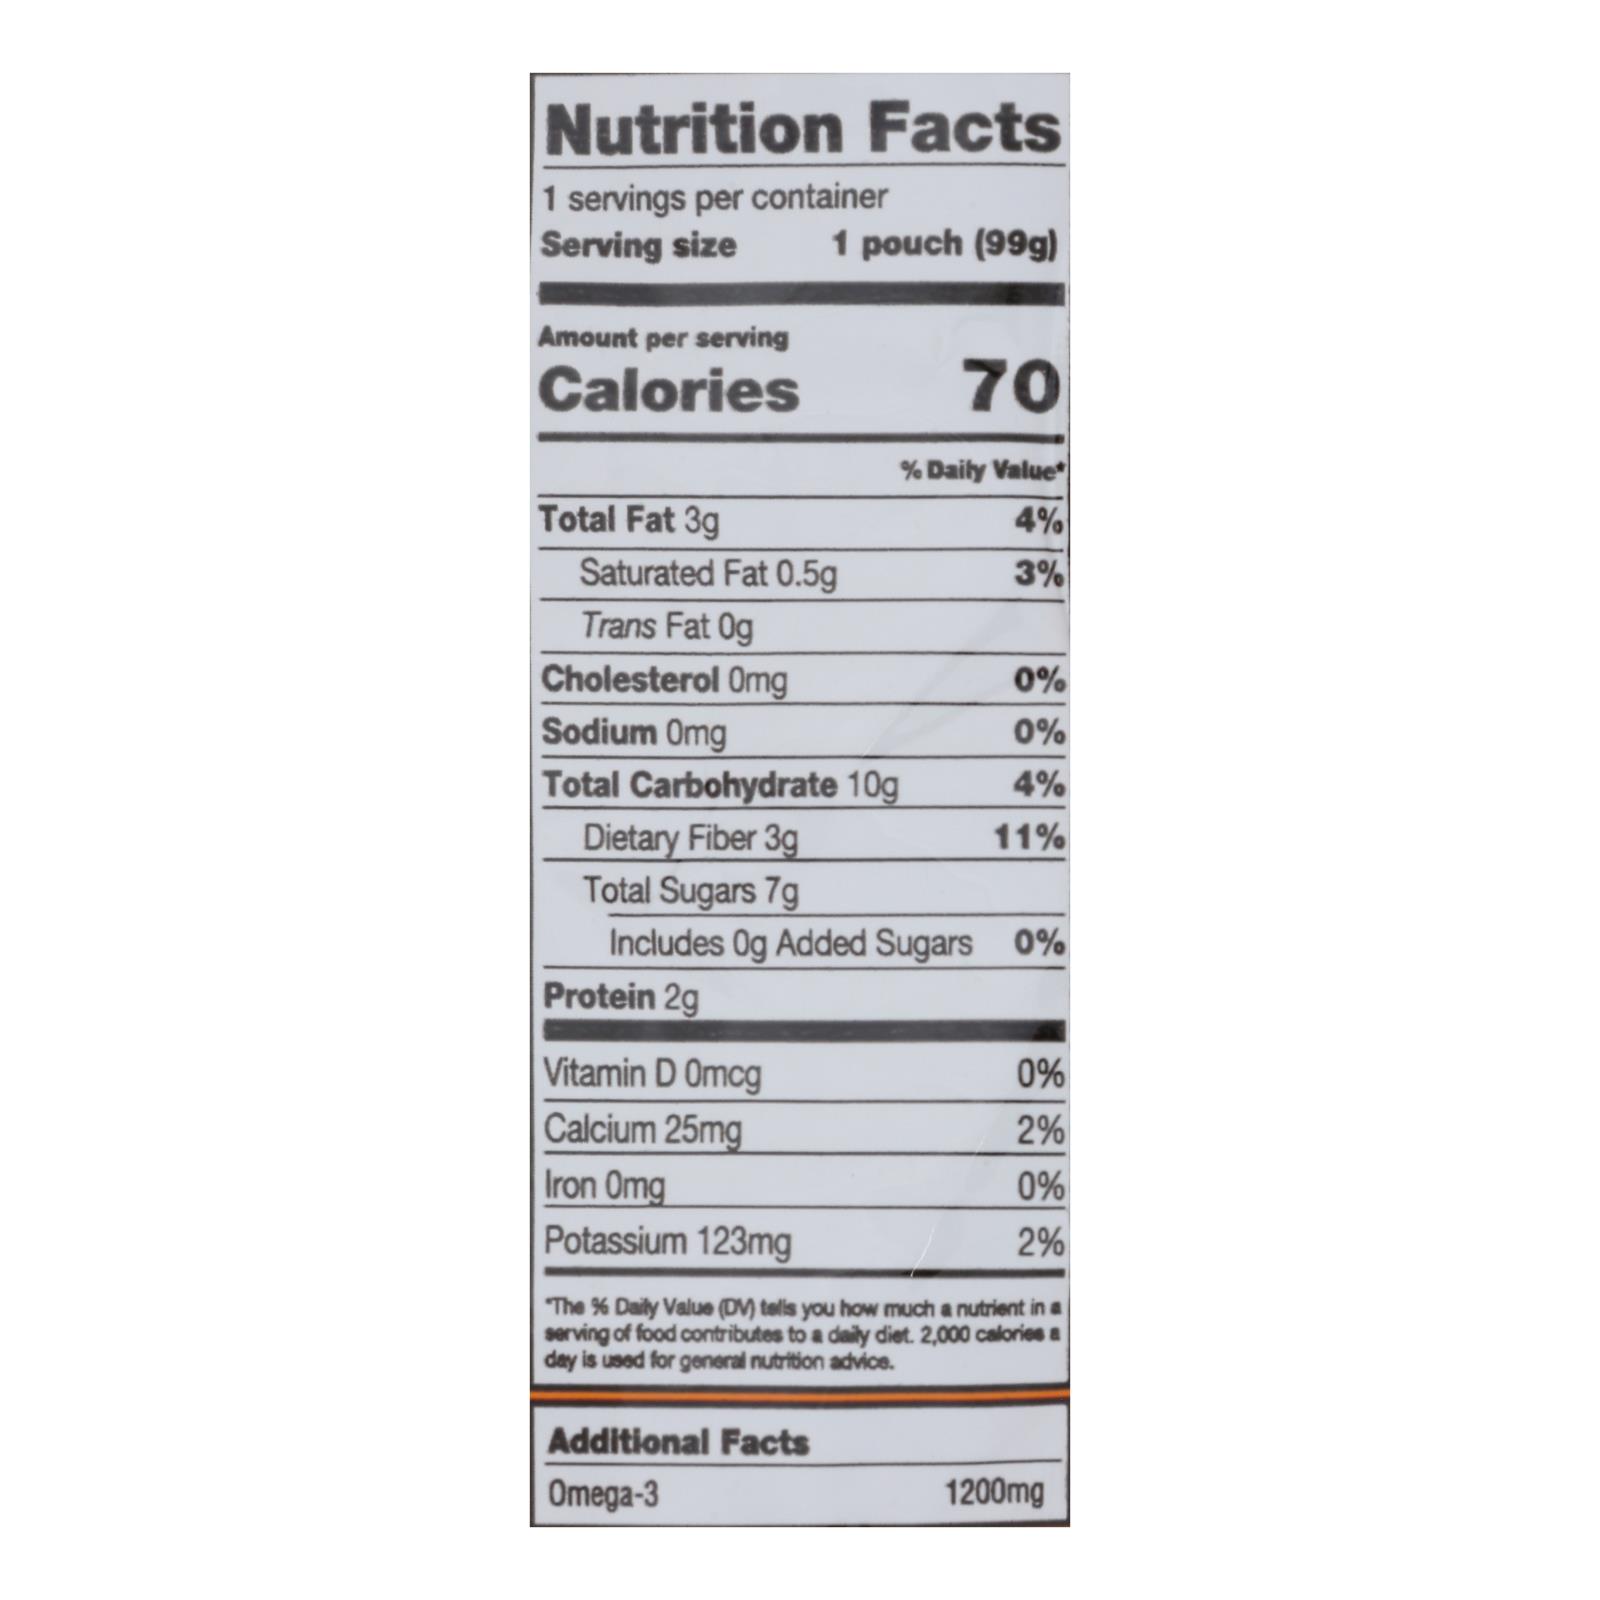 Nutrition Facts
1 servings per container
Serving size 1 pouch (99g)
Amount per serving
Calories 70
% Daily Value*
Total Fat 3g 4%
Saturated Fat 0.5g 3%
Trans Fat 0g
Cholesterol 0mg 0%
Sodium 0mg 0%
Total Carbohydrate 10g 4%
Dietary Fiber 3g 11%
Total Sugars 7g
Includes 0g Added Sugars 0%
Protein 2g
Vitamin D 0mcg 0%
Calcium 25mg 2%
Iron 0mg 0%
Potassium 123mg 2%
*The % Daily Value (DV) tells you how much a nutrient in a
serving of food contributes to a daily diet. 2,000 calories a
day is used for general nutrition advice.
Additional Facts
Omega-3 1200mg